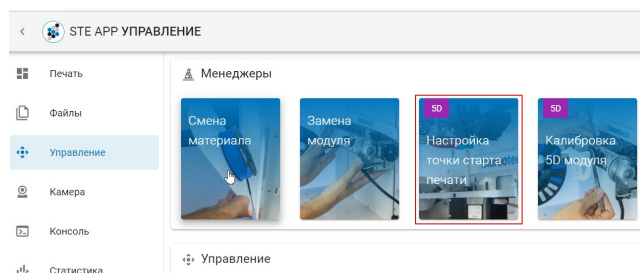 STE APP УПРАВЛЕНИЕ
Печать
Файлы
Управление
Камера
Консоль
Статистика
Менеджеры
Смена
материала
Замена
модуля
5D
Настройка
точки старта
печати
5D
Калибровка
5D модуля
Управление